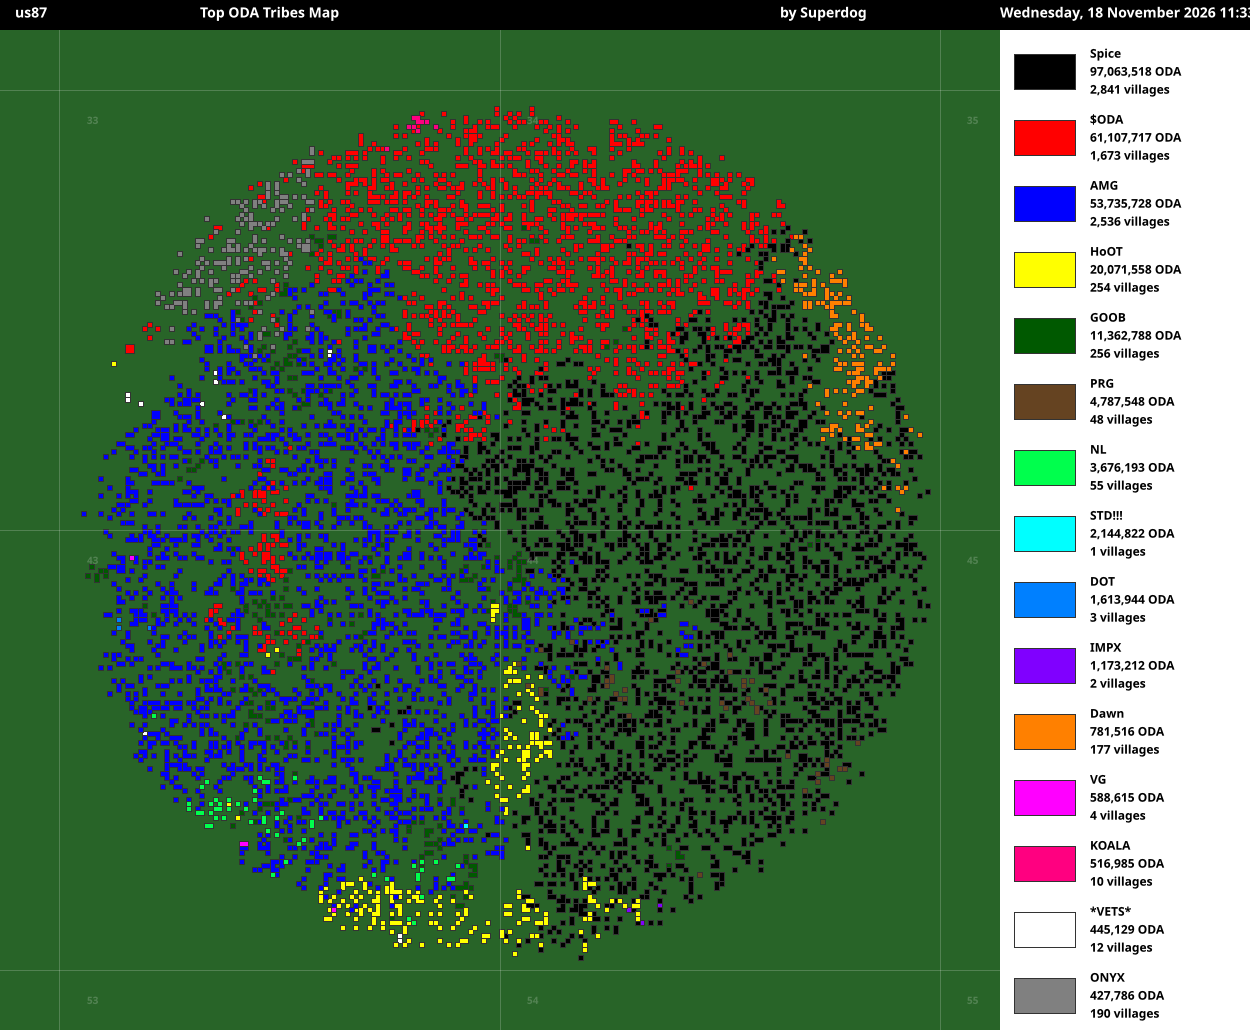 us87 Top ODA Tribes Map by Superdog Wednesday, 18 November 2026
33 34 35
43 44 45
53 54 55
Spice
97,063,518 ODA
2,841 villages
$ODA
61,107,717 ODA
1,673 villages
AMG
53,735,728 ODA
2,536 villages
HoOT
20,071,558 ODA
254 villages
GOOB
11,362,788 ODA
256 villages
PRG
4,787,548 ODA
48 villages
NL
3,676,193 ODA
55 villages
STD!!!
2,144,822 ODA
1 villages
DOT
1,613,944 ODA
3 villages
IMPX
1,173,212 ODA
2 villages
Dawn
781,516 ODA
177 villages
VG
588,615 ODA
4 villages
KOALA
516,985 ODA
10 villages
*VETS*
445,129 ODA
12 villages
ONYX
427,786 ODA
190 villages